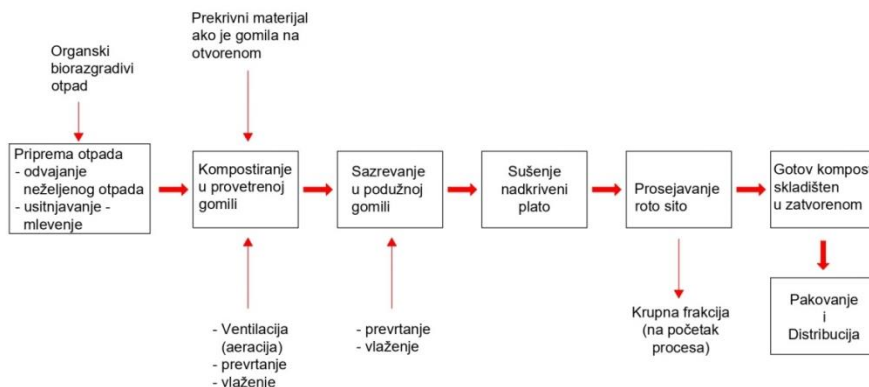 Prekrivni materijal
ako je gomila na
otvorenom
Organski
biorazgradivi
otpad
Priprema otpada
- odvajanje
neželjenog otpada
- usitnjavanje -
mlevenje
Kompostiranje
u provetrenoj
gomili
Sazrevanje
u podužnoj
gomili
Sušenje
nadkriveni
plato
Prosejavanje
roto sito
Gotov kompost
skladišten
u zatvorenom
- Ventilacija
(aeracija)
- prevrtanje
- vlaženje
- prevrtanje
- vlaženje
Krupna frakcija
(na početak
procesa)
Pakovanje
i
Distribucija